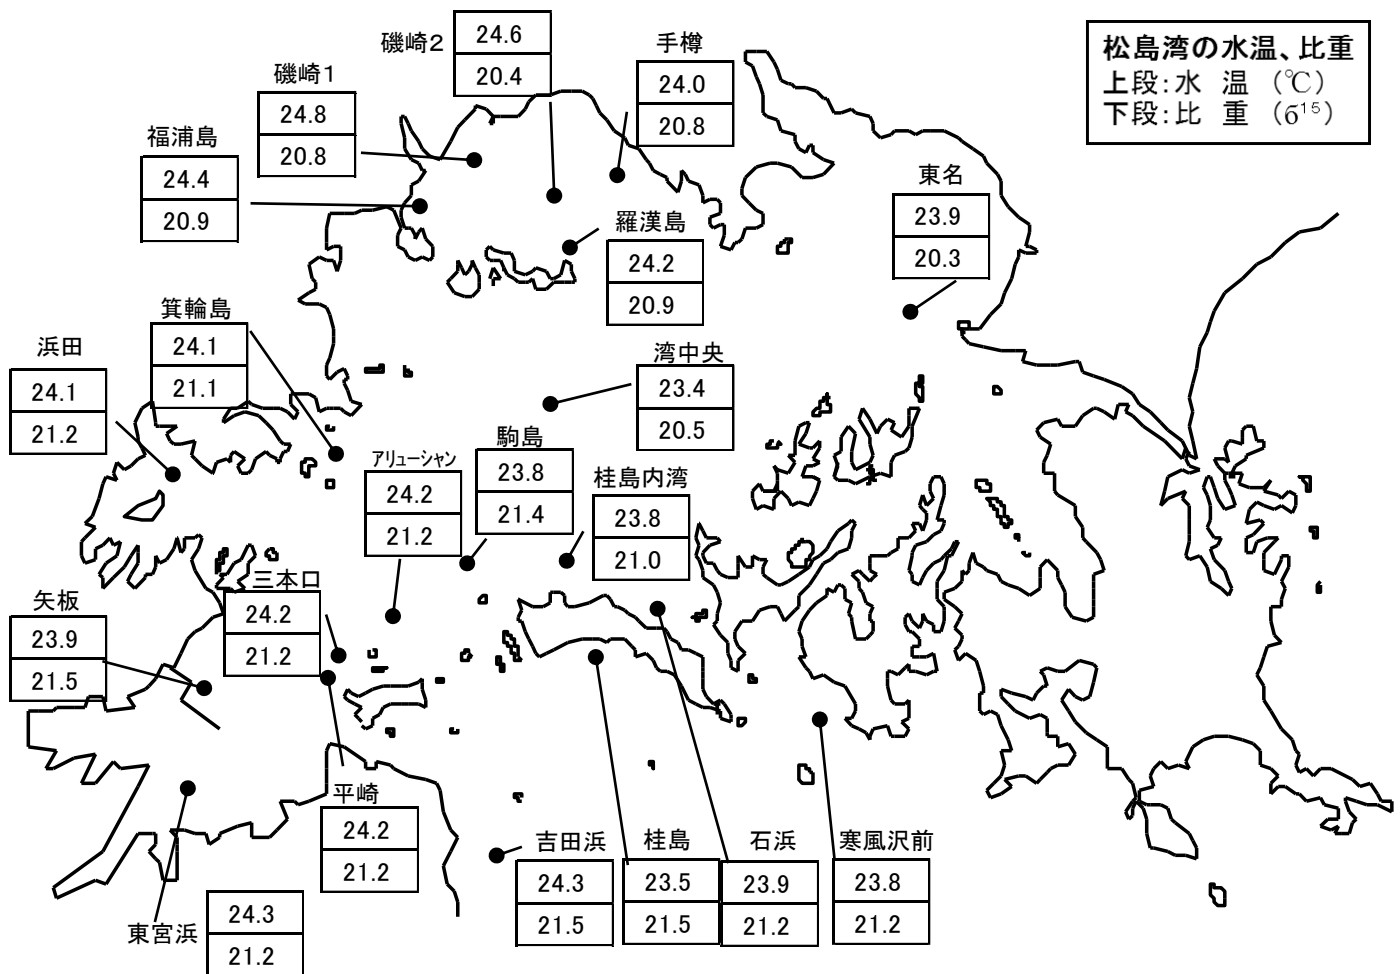 松島湾の水温、比重
上段:水 温 (℃)
下段:比 重 (б¹⁵)
磯崎2
24.6
20.4
手樽
24.0
20.8
磯崎1
24.8
20.8
福浦島
24.4
20.9
東名
23.9
20.3
羅漢島
24.2
20.9
箕輪島
24.1
21.1
浜田
24.1
21.2
湾中央
23.4
20.5
駒島
23.8
21.4
アリューシャン
24.2
21.2
桂島内湾
23.8
21.0
三本口
24.2
21.2
矢板
23.9
21.5
平崎
24.2
21.2
吉田浜
24.3
21.5
桂島
23.5
21.5
石浜
23.9
21.2
寒風沢前
23.8
21.2
東宮浜
24.3
21.2